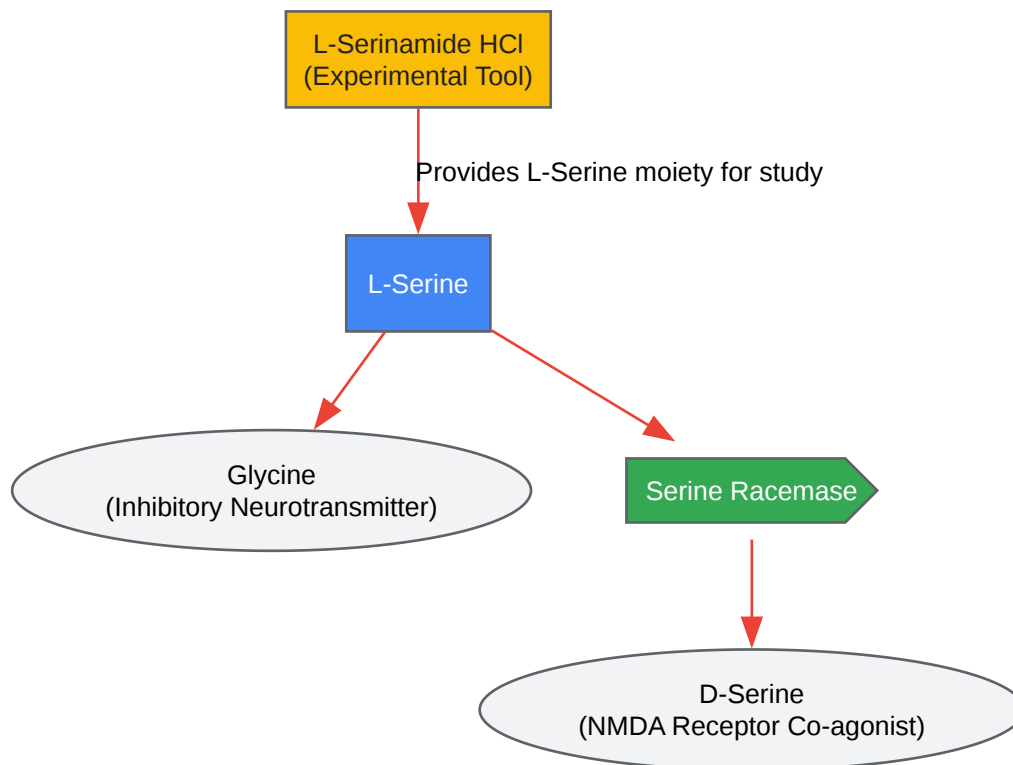 L-Serinamide HCl
(Experimental Tool)
Provides L-Serine moiety for study
L-Serine
Glycine
(Inhibitory Neurotransmitter)
Serine Racemase
D-Serine
(NMDA Receptor Co-agonist)